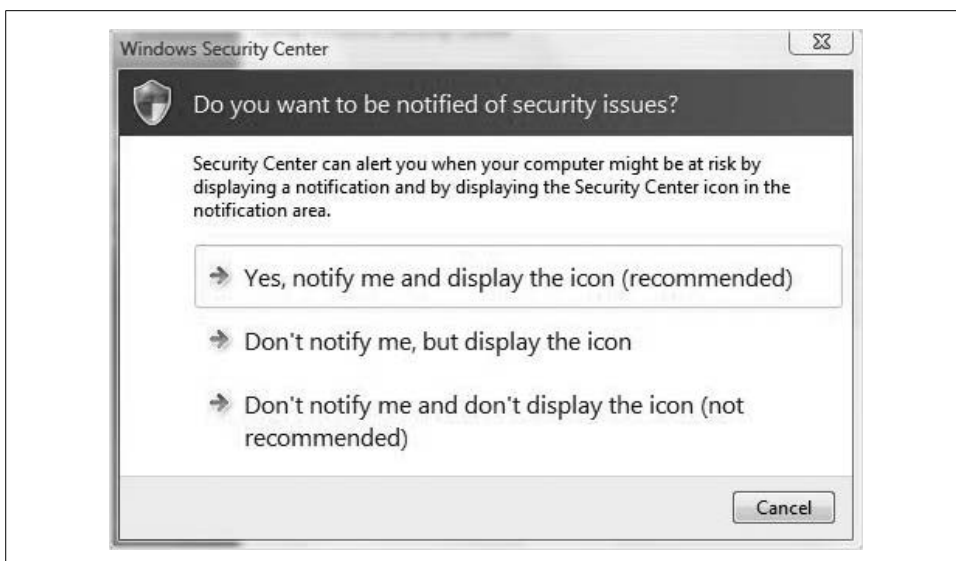 Windows Security Center
Do you want to be notified of security issues?
Security Center can alert you when your computer might be at risk by
displaying a notification and by displaying the Security Center icon in the
notification area.
Yes, notify me and display the icon (recommended)
Don't notify me, but display the icon
Don't notify me and don't display the icon (not
recommended)
Cancel